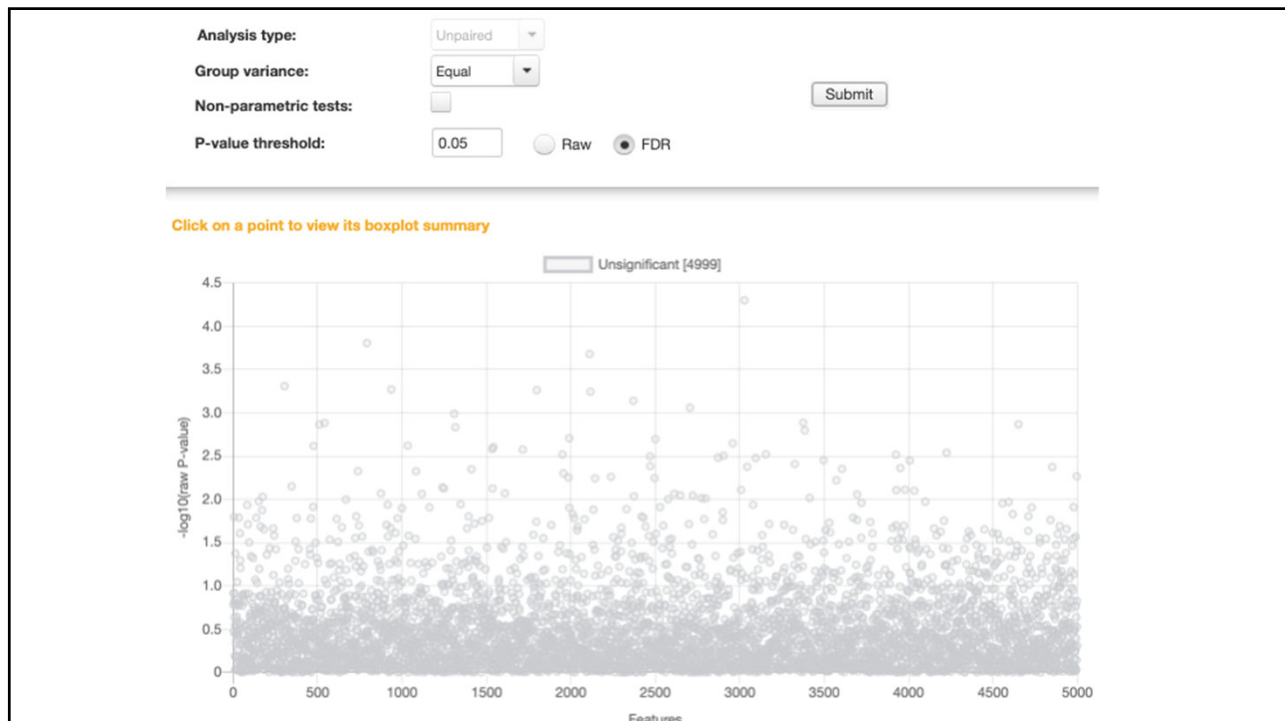 Analysis type: Unpaired
Group variance: Equal
Non-parametric tests:
Submit
P-value threshold: 0.05 Raw FDR
Click on a point to view its boxplot summary
Unsignificant [4999]
4.5
4.0
3.5
3.0
2.5
2.0
1.5
1.0
0.5
0
-log10(raw P-value)
0 500 1000 1500 2000 2500 3000 3500 4000 4500 5000
Features